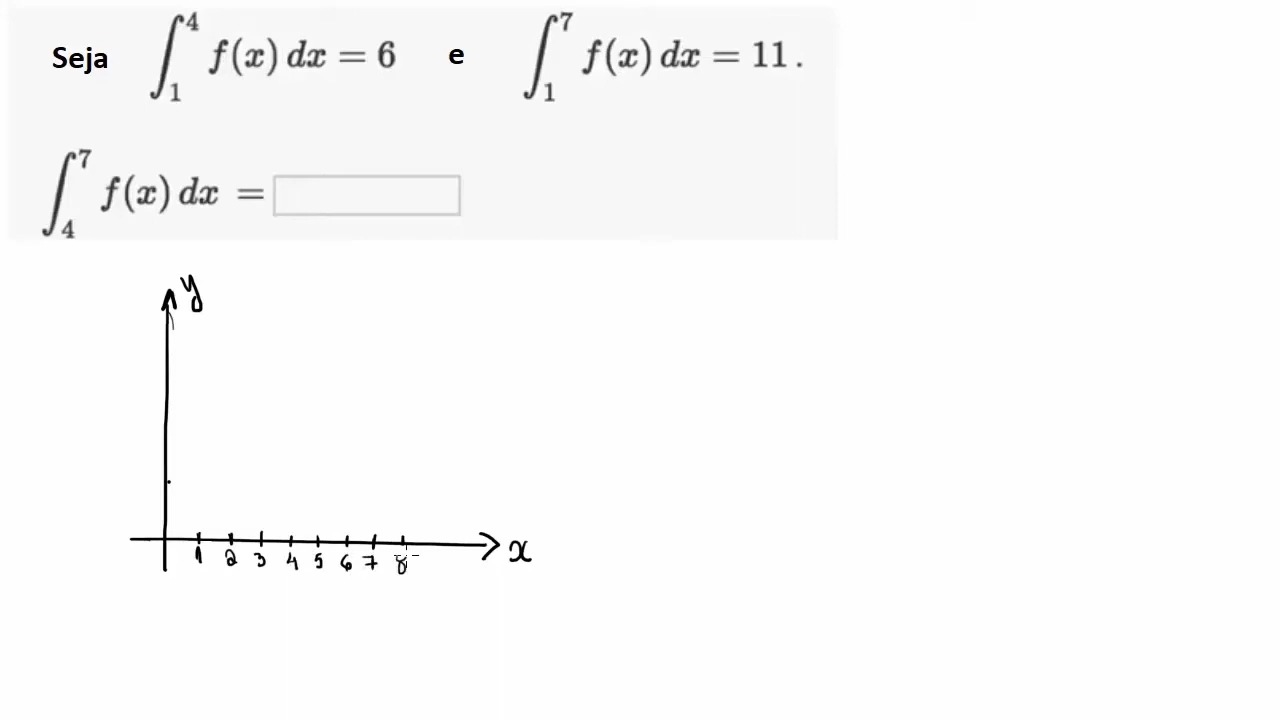 Seja ∫₁⁴ f(x) dx = 6 e ∫₁⁷ f(x) dx = 11.
∫₄⁷ f(x) dx =
y
x
1 2 3 4 5 6 7 8